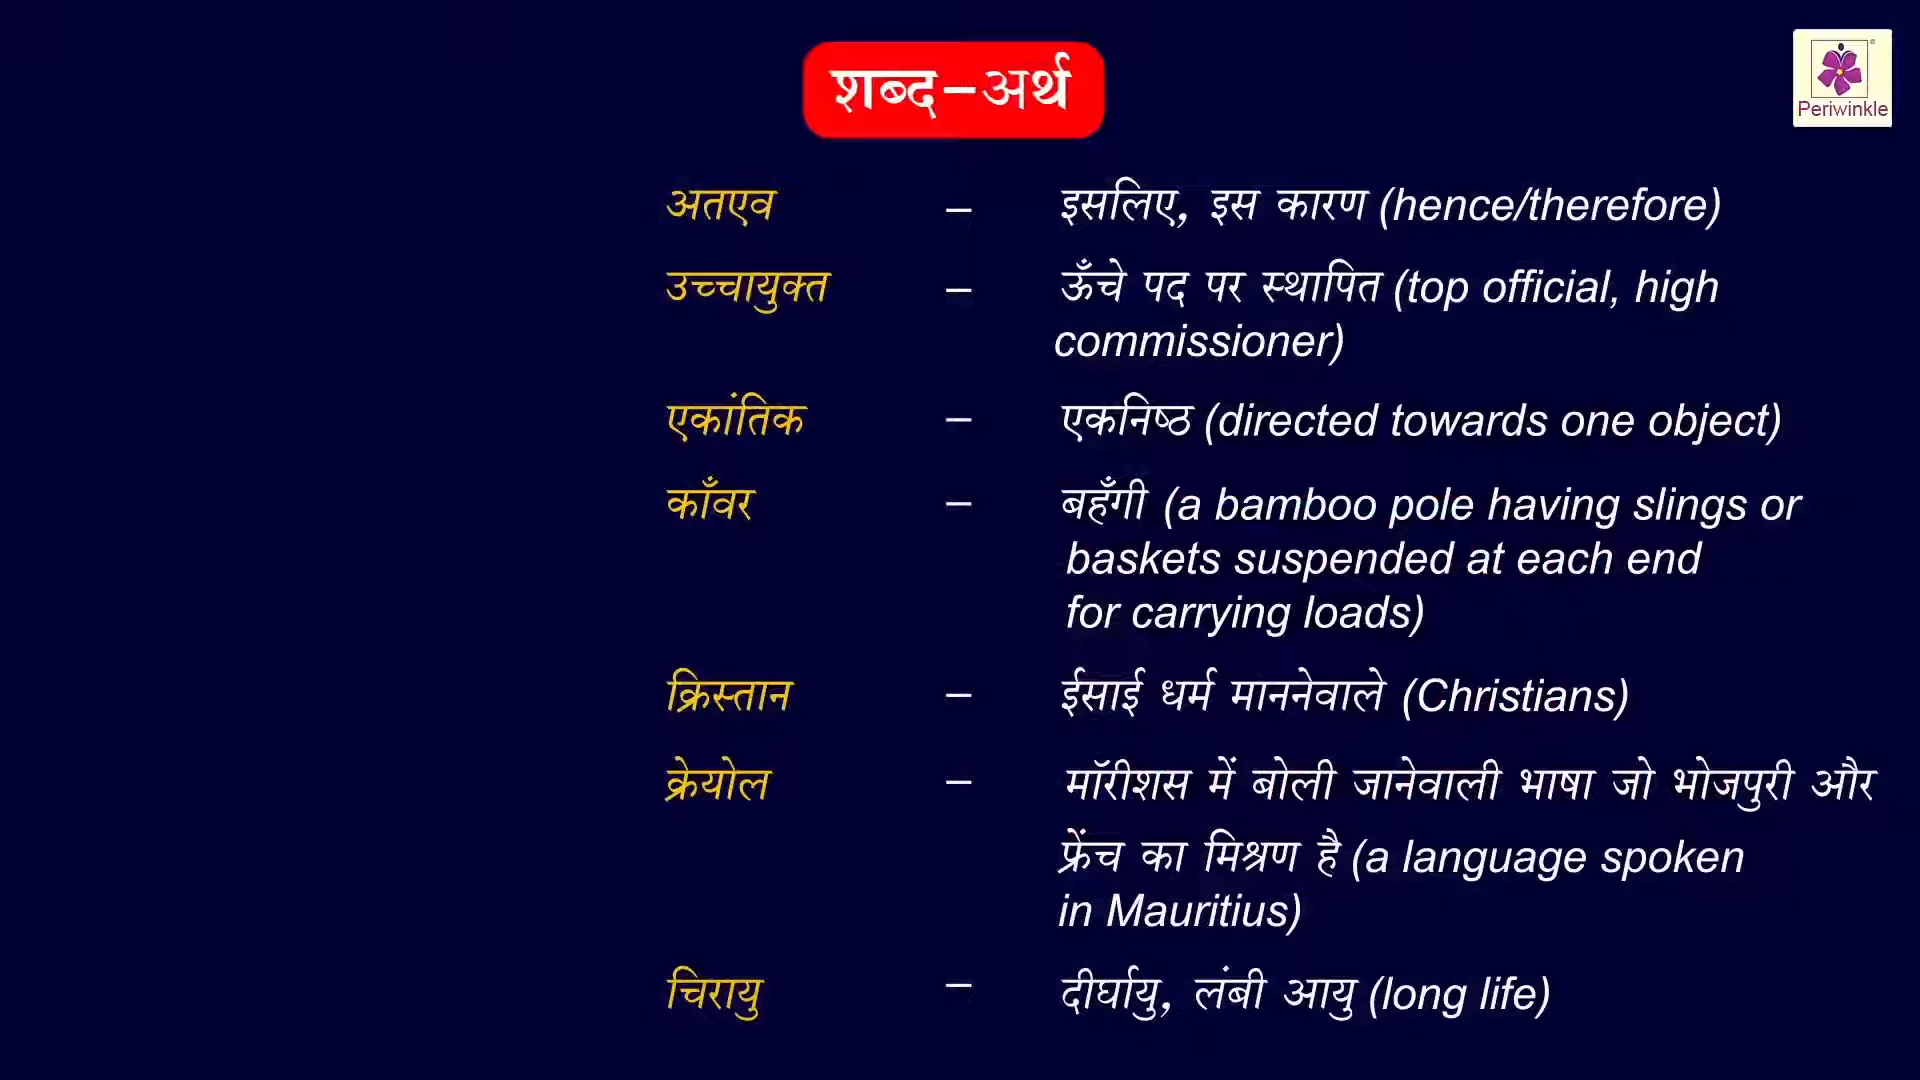 शब्द-अर्थ
Periwinkle
अतएव – इसलिए, इस कारण (hence/therefore)
उच्चायुक्त – ऊँचे पद पर स्थापित (top official, high
commissioner)
एकांतिक – एकनिष्ठ (directed towards one object)
काँवर – बहँगी (a bamboo pole having slings or
baskets suspended at each end
for carrying loads)
क्रिस्तान – ईसाई धर्म माननेवाले (Christians)
क्रेयोल – मॉरीशस में बोली जानेवाली भाषा जो भोजपुरी और
फ्रेंच का मिश्रण है (a language spoken
in Mauritius)
चिरायु – दीर्घायु, लंबी आयु (long life)